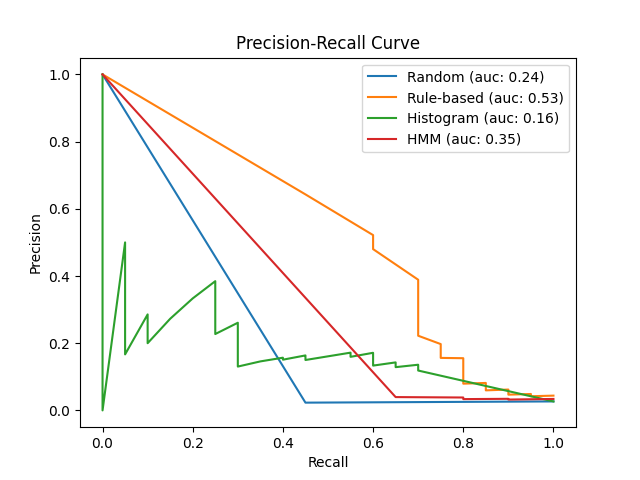 Precision-Recall Curve
Random (auc: 0.24)
Rule-based (auc: 0.53)
Histogram (auc: 0.16)
HMM (auc: 0.35)
1.0
0.8
0.6
0.4
0.2
0.0
Precision
0.0 0.2 0.4 0.6 0.8 1.0
Recall